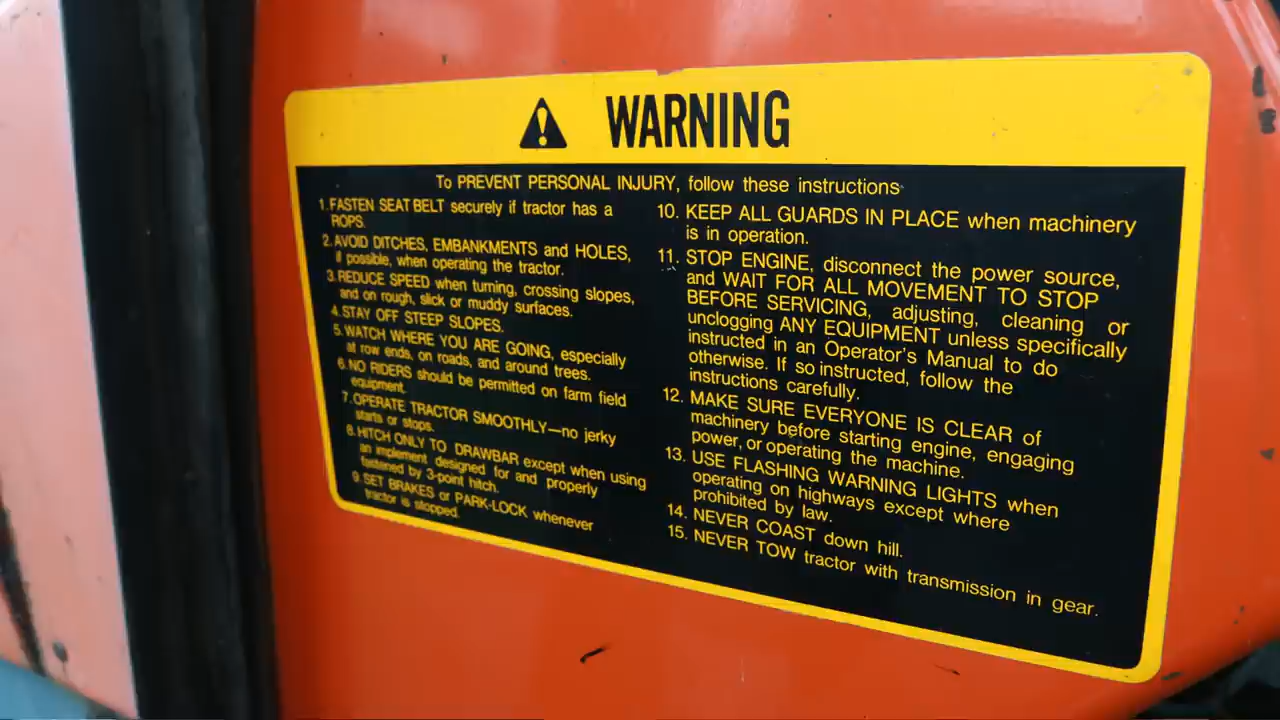 WARNING
To PREVENT PERSONAL INJURY, follow these instructions
1. FASTEN SEAT BELT securely if tractor has a
ROPS.
2. AVOID DITCHES, EMBANKMENTS and HOLES,
if possible, when operating the tractor.
3. REDUCE SPEED when turning, crossing slopes,
and on rough, slick or muddy surfaces.
4. STAY OFF STEEP SLOPES.
5. WATCH WHERE YOU ARE GOING, especially
at row ends, on roads, and around trees.
6. NO RIDERS should be permitted on farm field
equipment.
7. OPERATE TRACTOR SMOOTHLY—no jerky
starts or stops.
8. HITCH ONLY TO DRAWBAR except when using
an implement designed for and properly
fastened by 3-point hitch.
9. SET BRAKES or PARK-LOCK whenever
tractor is stopped.
10. KEEP ALL GUARDS IN PLACE when machinery
is in operation.
11. STOP ENGINE, disconnect the power source,
and WAIT FOR ALL MOVEMENT TO STOP
BEFORE SERVICING, adjusting, cleaning or
unclogging ANY EQUIPMENT unless specifically
instructed in an Operator's Manual to do
otherwise. If so instructed, follow the
instructions carefully.
12. MAKE SURE EVERYONE IS CLEAR of
machinery before starting engine, engaging
power, or operating the machine.
13. USE FLASHING WARNING LIGHTS when
operating on highways except where
prohibited by law.
14. NEVER COAST down hill.
15. NEVER TOW tractor with transmission in gear.